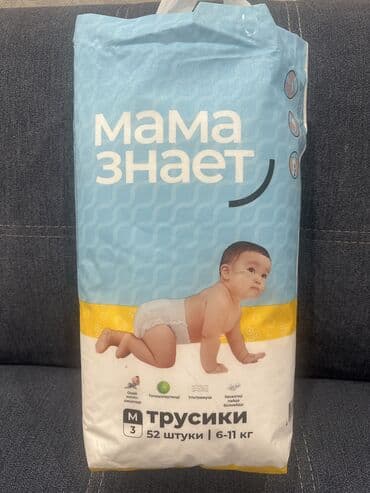 мама
знает
M
3
трусики
52 штуки | 6-11 кг